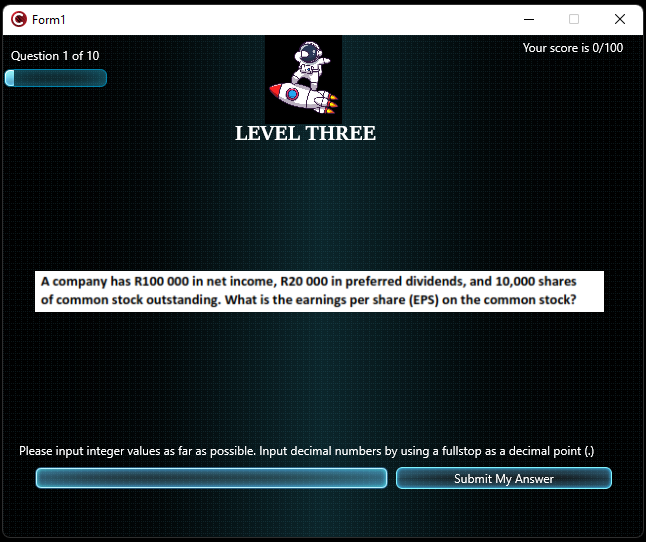 Form1
Question 1 of 10
Your score is 0/100
LEVEL THREE
A company has R100 000 in net income, R20 000 in preferred dividends, and 10,000 shares
of common stock outstanding. What is the earnings per share (EPS) on the common stock?
Please input integer values as far as possible. Input decimal numbers by using a fullstop as a decimal point (.)
Submit My Answer